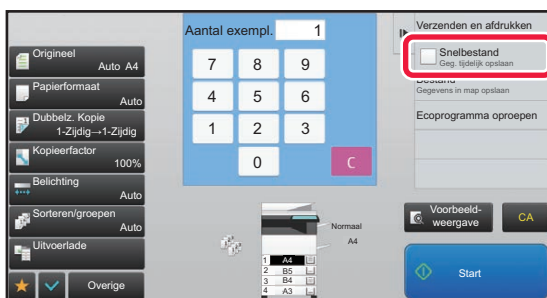 Aantal exempl. 1
Verzenden en afdrukken
Snelbestand
Geg. tijdelijk opslaan
Bestand
Gegevens in map opslaan
Ecoprogramma oproepen
Origineel
Auto A4
Papierformaat
Auto
Dubbelz. Kopie
1-Zijdig→1-Zijdig
Kopieerfactor
100%
Belichting
Auto
Sorteren/groepen
Auto
Uitvoerlade
Overige
7 8 9
4 5 6
1 2 3
0 C
Normaal
A4
1 A4
2 B5
3 B4
4 A3
Voorbeeld-
weergave
CA
Start